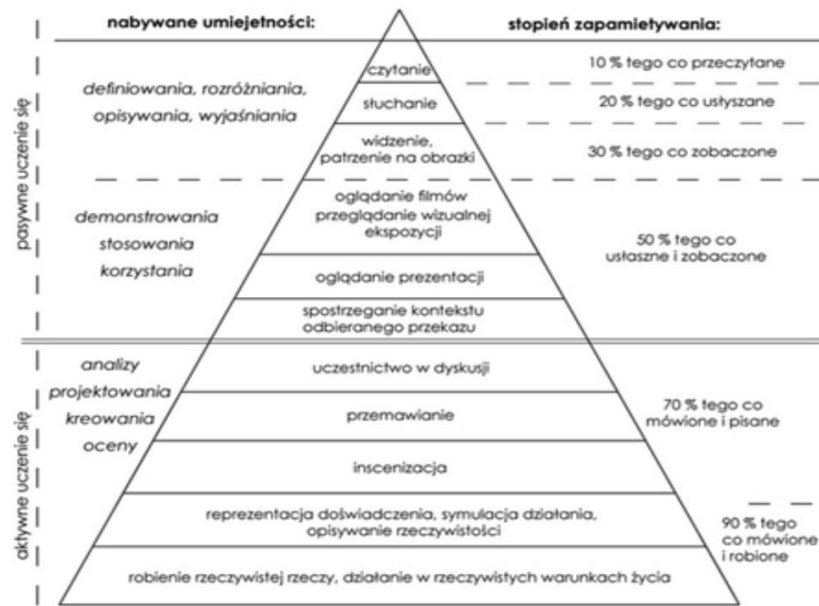 nabywane umiejetności:
stopień zapamietywania:
pasywne uczenie się
definiowania, rozróżniania,
opisywania, wyjaśniania
czytanie
10 % tego co przeczytane
słuchanie
20 % tego co usłyszane
widzenie,
patrzenie na obrazki
30 % tego co zobaczone
demonstrowania
stosowania
korzystania
oglądanie filmów
przeglądanie wizualnej
ekspozycji
oglądanie prezentacji
spostrzeganie kontekstu
odbieranego przekazu
50 % tego co
usłaszne i zobaczone
aktywne uczenie się
analizy
projektowania
kreowania
oceny
uczestnictwo w dyskusji
przemawianie
inscenizacja
70 % tego co
mówione i pisane
reprezentacja doświadczenia, symulacja działania,
opisywanie rzeczywistości
robienie rzeczywistej rzeczy, działanie w rzeczywistych warunkach życia
90 % tego
co mówione
i robione